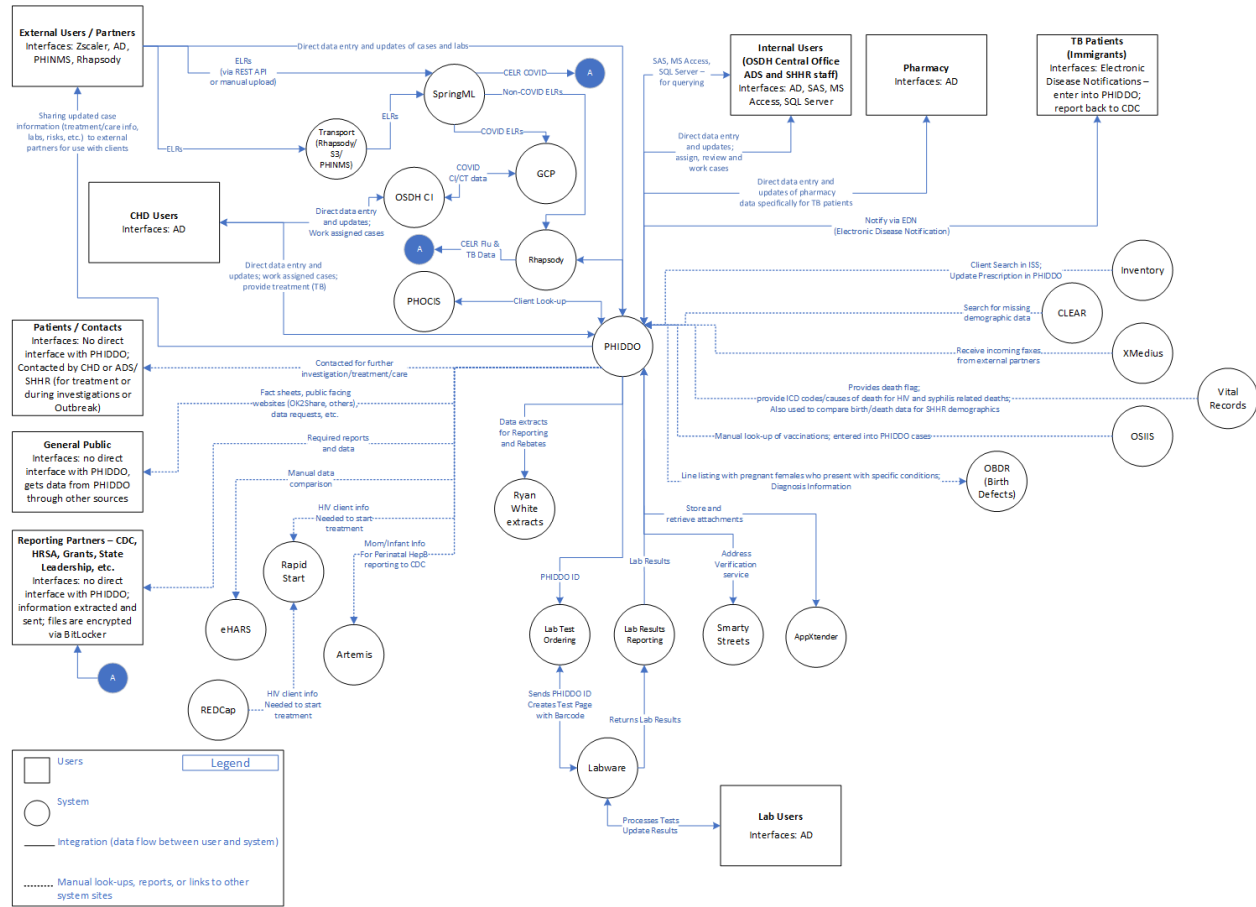 External Users / Partners
Interfaces: Zscaler, AD,
PHINMS, Rhapsody
Direct data entry and updates of cases and labs
ELRs
(via REST API
or manual upload)
CELR COVID
A
SpringML
Non-COVID ELRs
Sharing updated case
information (treatment/care info,
labs, risks, etc.) to external
partners for use with clients
ELRs
Transport
(Rhapsody/
S3/
PHINMS)
ELRs
COVID ELRs
COVID
CI/CT data
GCP
OSDH CI
CHD Users
Interfaces: AD
Direct data entry
and updates;
Work assigned cases
A
CELR Flu &
TB Data
Rhapsody
Direct data entry and
updates; work assigned cases;
provide treatment (TB)
PHOCIS
Client Look-up
PHIDDO
SAS, MS Access,
SQL Server –
for querying
Internal Users
(OSDH Central Office
ADS and SHHR staff)
Interfaces: AD, SAS, MS
Access, SQL Server
Pharmacy
Interfaces: AD
TB Patients
(Immigrants)
Interfaces: Electronic
Disease Notifications –
enter into PHIDDO;
report back to CDC
Direct data entry
and updates;
assign, review and
work cases
Direct data entry and
updates of pharmacy
data specifically for TB patients
Notify via EDN
(Electronic Disease Notification)
Client Search in ISS;
Update Prescription in PHIDDO
Inventory
Search for missing
demographic data
CLEAR
Receive incoming faxes
from external partners
XMedius
Provides death flag;
provide ICD codes/causes of death for HIV and syphilis related deaths;
Also used to compare birth/death data for SHHR demographics
Vital
Records
Manual look-up of vaccinations; entered into PHIDDO cases
OSIIS
Line listing with pregnant females who present with specific conditions;
Diagnosis Information
OBDR
(Birth
Defects)
Patients / Contacts
Interfaces: No direct
interface with PHIDDO;
Contacted by CHD or ADS/
SHHR (for treatment or
during investigations or
Outbreak)
Contacted for further
investigation/treatment/care
Fact sheets, public facing
websites (OK2Share, others),
data requests, etc.
General Public
Interfaces: no direct
interface with PHIDDO,
gets data from PHIDDO
through other sources
Required reports
and data
Manual data
comparison
Data extracts
for Reporting
and Rebates
Ryan
White
extracts
Store and
retrieve attachments
HIV client info
Needed to start
treatment
Reporting Partners – CDC,
HRSA, Grants, State
Leadership, etc.
Interfaces: no direct
interface with PHIDDO;
information extracted and
sent; files are encrypted
via BitLocker
A
Rapid
Start
Mom/Infant Info
For Perinatal HepB
reporting to CDC
eHARS
Artemis
REDCap
HIV client info
Needed to start
treatment
PHIDDO ID
Lab Results
Address
Verification
service
Lab Test
Ordering
Lab Results
Reporting
Smarty
Streets
AppXtender
Sends PHIDDO ID
Creates Test Page
with Barcode
Returns Lab Results
Labware
Processes Tests
Update Results
Lab Users
Interfaces: AD
Legend
Users
System
Integration (data flow between user and system)
Manual look-ups, reports, or links to other
system sites